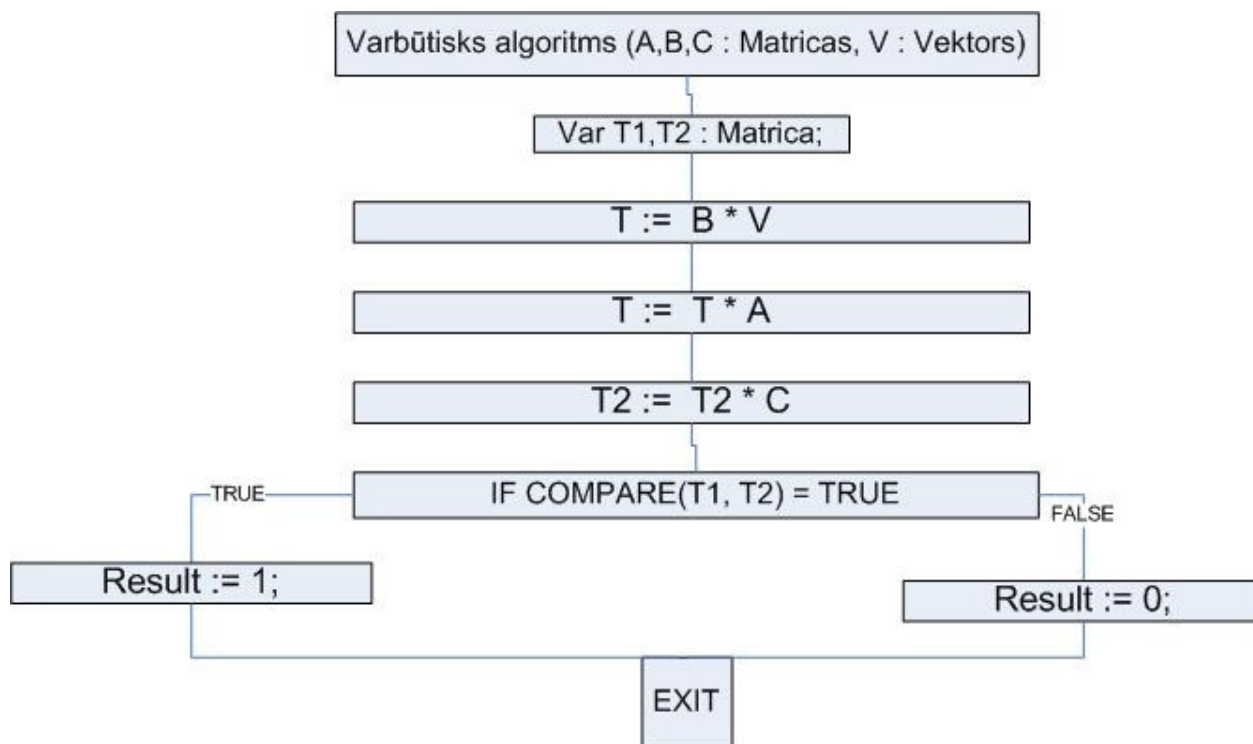 Varbūtisks algoritms (A,B,C : Matricas, V : Vektors)
Var T1,T2 : Matrica;
T := B * V
T := T * A
T2 := T2 * C
IF COMPARE(T1, T2) = TRUE
TRUE
FALSE
Result := 1;
Result := 0;
EXIT